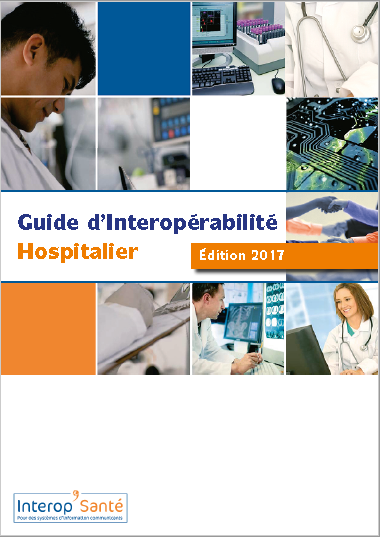 Guide d'Interopérabilité
Hospitalier
Édition 2017
Interop'Santé
Pour des systèmes d'information communicants